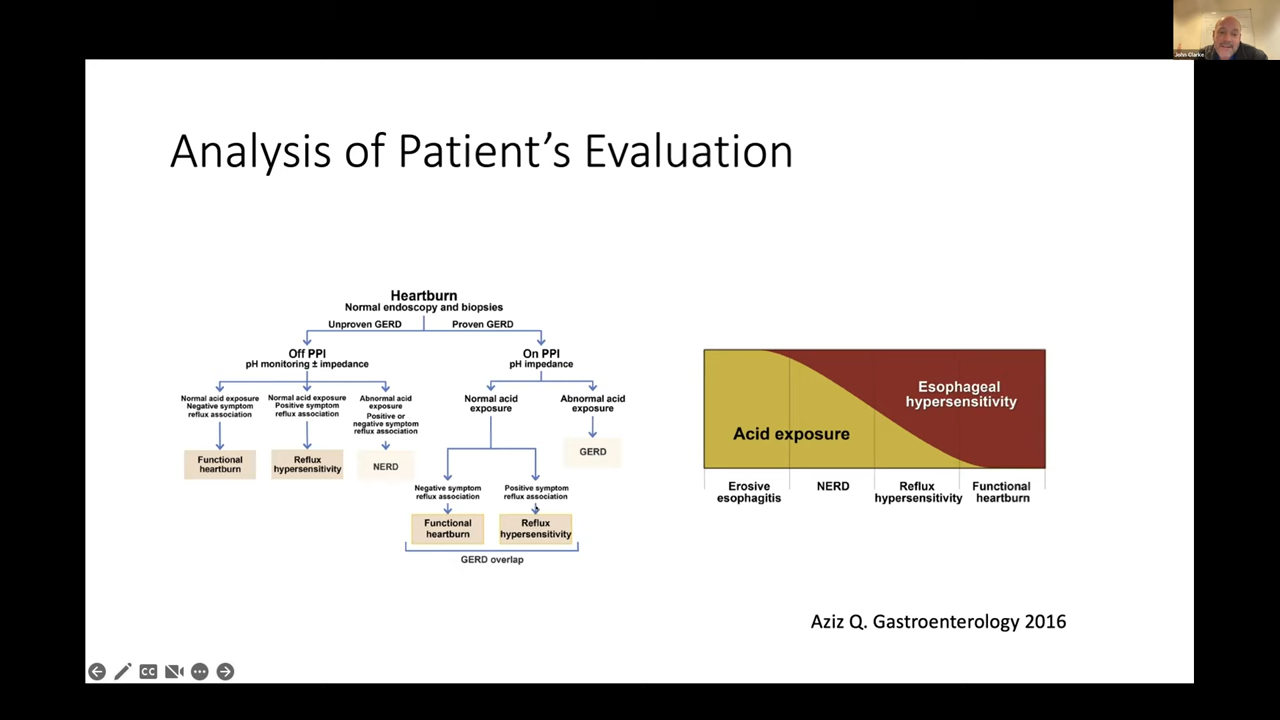 John Clarke
Analysis of Patient's Evaluation
Heartburn
Normal endoscopy and biopsies
Unproven GERD
Proven GERD
Off PPI
pH monitoring ± impedance
On PPI
pH impedance
Normal acid exposure
Negative symptom
reflux association
Normal acid exposure
Positive symptom
reflux association
Abnormal acid
exposure
Positive or
negative symptom
reflux association
Normal acid
exposure
Abnormal acid
exposure
Functional
heartburn
Reflux
hypersensitivity
NERD
GERD
Negative symptom
reflux association
Positive symptom
reflux association
Functional
heartburn
Reflux
hypersensitivity
GERD overlap
Esophageal
hypersensitivity
Acid exposure
Erosive
esophagitis
NERD
Reflux
hypersensitivity
Functional
heartburn
Aziz Q. Gastroenterology 2016
CC